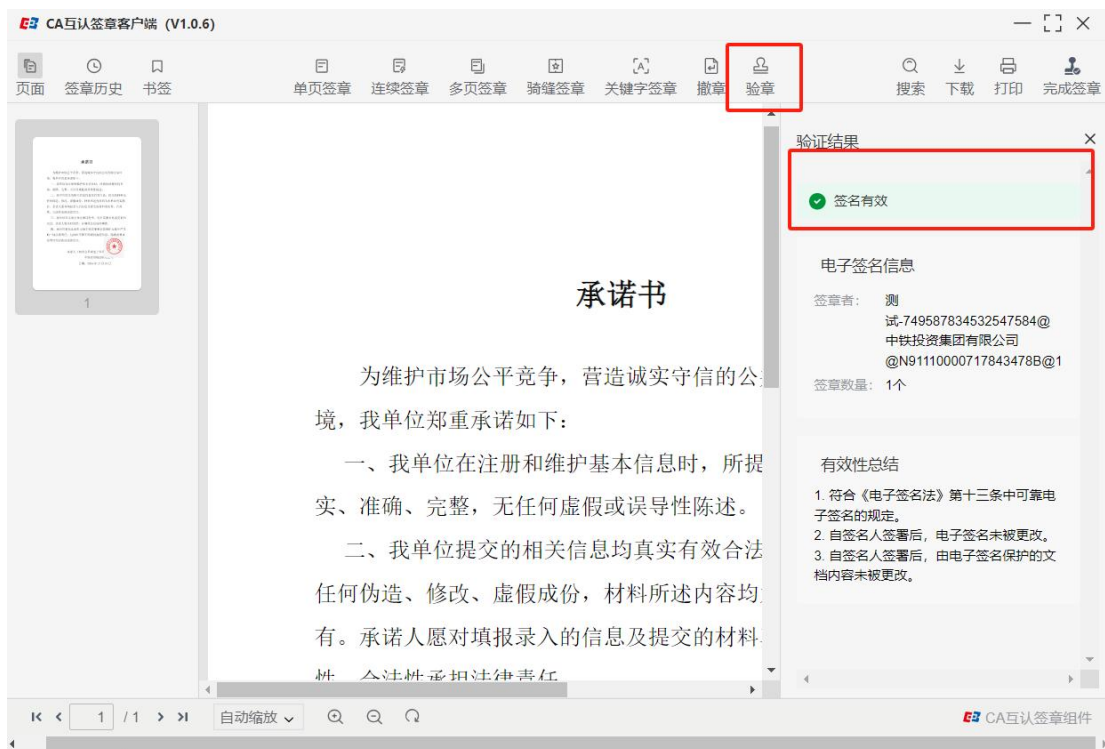 CA互认签章客户端 (V1.0.6)
页面 签章历史 书签 单页签章 连续签章 多页签章 骑缝签章 关键字签章 撤章 验章 搜索 下载 打印 完成签章
1
承诺书
为维护市场公平竞争，营造诚实守信的公
境，我单位郑重承诺如下：
一、我单位在注册和维护基本信息时，所提
实、准确、完整，无任何虚假或误导性陈述。
二、我单位提交的相关信息均真实有效合法
任何伪造、修改、虚假成份，材料所述内容均
有。承诺人愿对填报录入的信息及提交的材料
性、合法性承担法律责任
验证结果
签名有效
电子签名信息
签章者： 测
试-749587834532547584@
中铁投资集团有限公司
@N91110000717843478B@1
签章数量： 1个
有效性总结
1. 符合《电子签名法》第十三条中可靠电
子签名的规定。
2. 自签名人签署后，电子签名未被更改。
3. 自签名人签署后，由电子签名保护的文
档内容未被更改。
1 / 1 自动缩放 CA互认签章组件